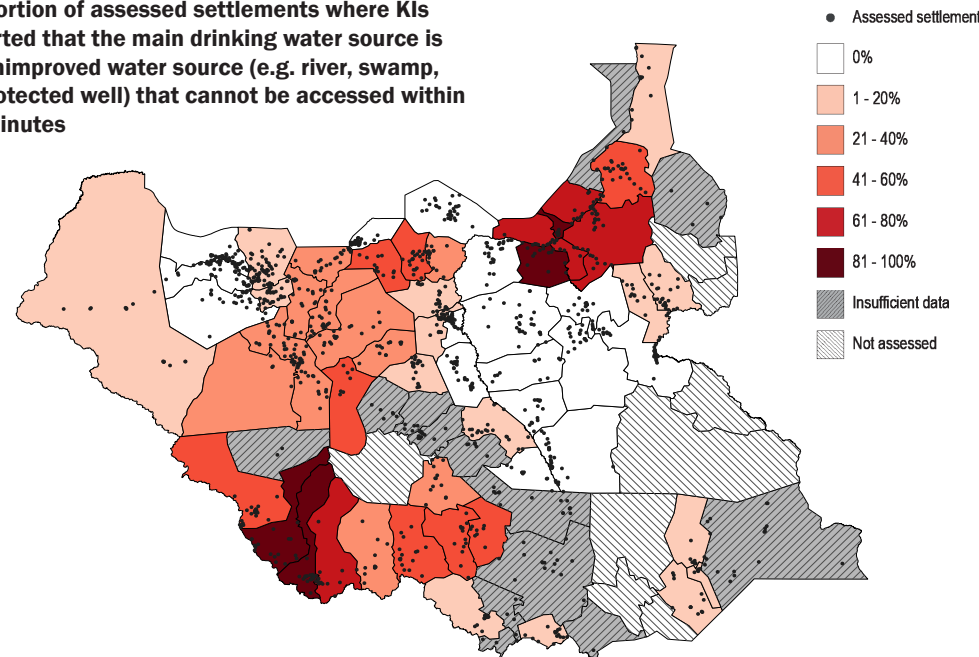 ortion of assessed settlements where KIs
rted that the main drinking water source is
nimproved water source (e.g. river, swamp,
otected well) that cannot be accessed within
inutes
Assessed settlement
0%
1 - 20%
21 - 40%
41 - 60%
61 - 80%
81 - 100%
Insufficient data
Not assessed